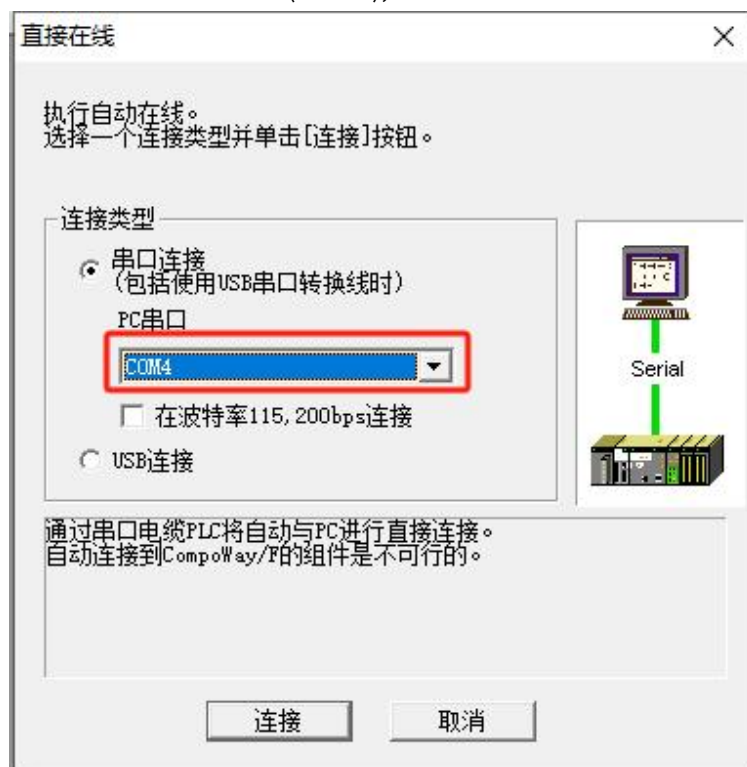 直接在线
执行自动在线。
选择一个连接类型并单击[连接]按钮。
连接类型
串口连接
(包括使用USB串口转换线时)
PC串口
COM4
Serial
在波特率115,200bps连接
USB连接
通过串口电缆PLC将自动与PC进行直接连接。
自动连接到CompoWay/F的组件是不可行的。
连接
取消